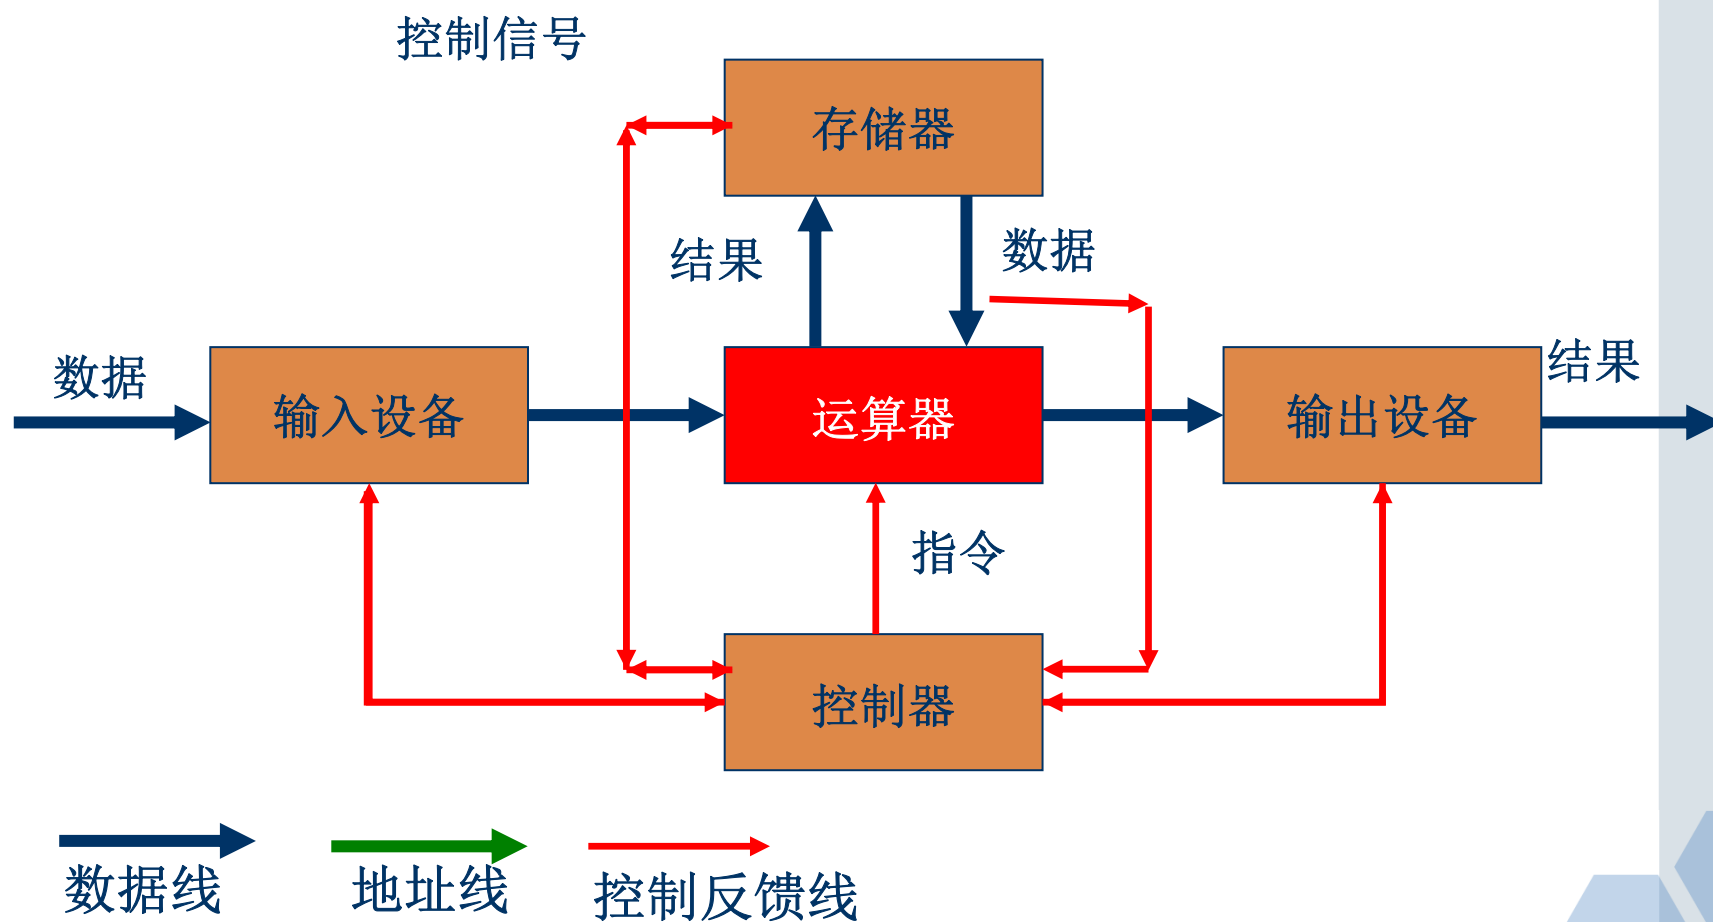 控制信号
存储器
结果
数据
数据
输入设备
运算器
输出设备
结果
指令
控制器
数据线
地址线
控制反馈线